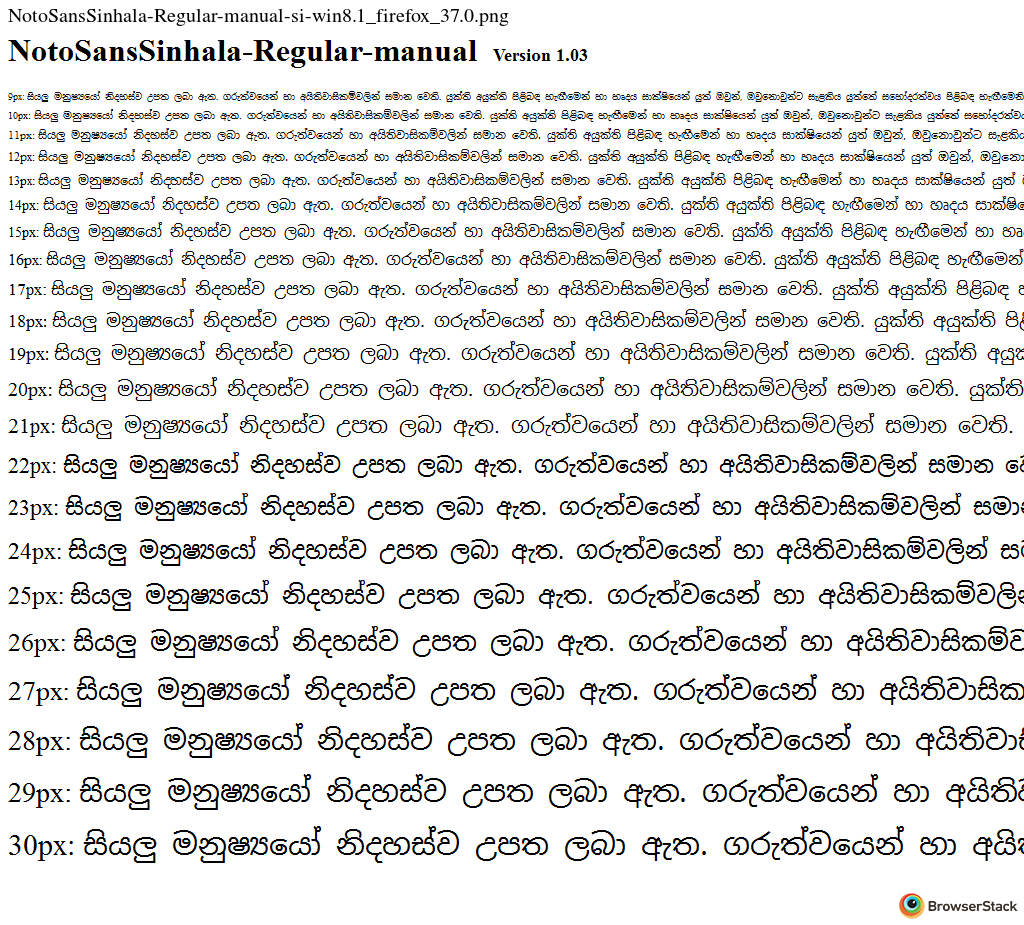 NotoSansSinhala-Regular-manual-si-win8.1_firefox_37.0.png
NotoSansSinhala-Regular-manual Version 1.03
9px: සියලු මනුෂ්‍යයෝ නිදහස්ව උපත ලබා ඇත. ගරුත්වයෙන් හා අයිතිවාසිකම්වලින් සමාන වෙති. යුක්ති අයුක්ති පිළිබඳ හැඟීමෙන් හා හෘදය සාක්ෂියෙන් යුත් ඔවුන්, ඔවුනොවුන්ට සැළකිය යුත්තේ සහෝදරත්වය පිළිබඳ
10px: සියලු මනුෂ්‍යයෝ නිදහස්ව උපත ලබා ඇත. ගරුත්වයෙන් හා අයිතිවාසිකම්වලින් සමාන වෙති. යුක්ති අයුක්ති පිළිබඳ හැඟීමෙන් හා හෘදය සාක්ෂියෙන් යුත් ඔවුන්, ඔවුනොවුන්ට සැළකිය යුත්තේ
11px: සියලු මනුෂ්‍යයෝ නිදහස්ව උපත ලබා ඇත. ගරුත්වයෙන් හා අයිතිවාසිකම්වලින් සමාන වෙති. යුක්ති අයුක්ති පිළිබඳ හැඟීමෙන් හා හෘදය සාක්ෂියෙන් යුත් ඔවුන්, ඔවුනොවුන්ට
12px: සියලු මනුෂ්‍යයෝ නිදහස්ව උපත ලබා ඇත. ගරුත්වයෙන් හා අයිතිවාසිකම්වලින් සමාන වෙති. යුක්ති අයුක්ති පිළිබඳ හැඟීමෙන් හා හෘදය සාක්ෂියෙන් යුත් ඔවුන්,
13px: සියලු මනුෂ්‍යයෝ නිදහස්ව උපත ලබා ඇත. ගරුත්වයෙන් හා අයිතිවාසිකම්වලින් සමාන වෙති. යුක්ති අයුක්ති පිළිබඳ හැඟීමෙන් හා හෘදය සාක්ෂියෙන් යුත්
14px: සියලු මනුෂ්‍යයෝ නිදහස්ව උපත ලබා ඇත. ගරුත්වයෙන් හා අයිතිවාසිකම්වලින් සමාන වෙති. යුක්ති අයුක්ති පිළිබඳ හැඟීමෙන් හා හෘදය
15px: සියලු මනුෂ්‍යයෝ නිදහස්ව උපත ලබා ඇත. ගරුත්වයෙන් හා අයිතිවාසිකම්වලින් සමාන වෙති. යුක්ති අයුක්ති පිළිබඳ හැඟීමෙන් හා
16px: සියලු මනුෂ්‍යයෝ නිදහස්ව උපත ලබා ඇත. ගරුත්වයෙන් හා අයිතිවාසිකම්වලින් සමාන වෙති. යුක්ති අයුක්ති පිළිබඳ හැඟීමෙන්
17px: සියලු මනුෂ්‍යයෝ නිදහස්ව උපත ලබා ඇත. ගරුත්වයෙන් හා අයිතිවාසිකම්වලින් සමාන වෙති. යුක්ති අයුක්ති පිළිබඳ
18px: සියලු මනුෂ්‍යයෝ නිදහස්ව උපත ලබා ඇත. ගරුත්වයෙන් හා අයිතිවාසිකම්වලින් සමාන වෙති. යුක්ති අයුක්ති
19px: සියලු මනුෂ්‍යයෝ නිදහස්ව උපත ලබා ඇත. ගරුත්වයෙන් හා අයිතිවාසිකම්වලින් සමාන වෙති. යුක්ති
20px: සියලු මනුෂ්‍යයෝ නිදහස්ව උපත ලබා ඇත. ගරුත්වයෙන් හා අයිතිවාසිකම්වලින් සමාන වෙති. යුක්ති
21px: සියලු මනුෂ්‍යයෝ නිදහස්ව උපත ලබා ඇත. ගරුත්වයෙන් හා අයිතිවාසිකම්වලින් සමාන වෙති.
22px: සියලු මනුෂ්‍යයෝ නිදහස්ව උපත ලබා ඇත. ගරුත්වයෙන් හා අයිතිවාසිකම්වලින් සමාන
23px: සියලු මනුෂ්‍යයෝ නිදහස්ව උපත ලබා ඇත. ගරුත්වයෙන් හා අයිතිවාසිකම්වලින්
24px: සියලු මනුෂ්‍යයෝ නිදහස්ව උපත ලබා ඇත. ගරුත්වයෙන් හා අයිතිවාසිකම්වලින්
25px: සියලු මනුෂ්‍යයෝ නිදහස්ව උපත ලබා ඇත. ගරුත්වයෙන් හා
26px: සියලු මනුෂ්‍යයෝ නිදහස්ව උපත ලබා ඇත. ගරුත්වයෙන් හා
27px: සියලු මනුෂ්‍යයෝ නිදහස්ව උපත ලබා ඇත. ගරුත්වයෙන් හා
28px: සියලු මනුෂ්‍යයෝ නිදහස්ව උපත ලබා ඇත. ගරුත්වයෙන් හා
29px: සියලු මනුෂ්‍යයෝ නිදහස්ව උපත ලබා ඇත. ගරුත්වයෙන් හා
30px: සියලු මනුෂ්‍යයෝ නිදහස්ව උපත ලබා ඇත. ගරුත්වයෙන් හා
BrowserStack